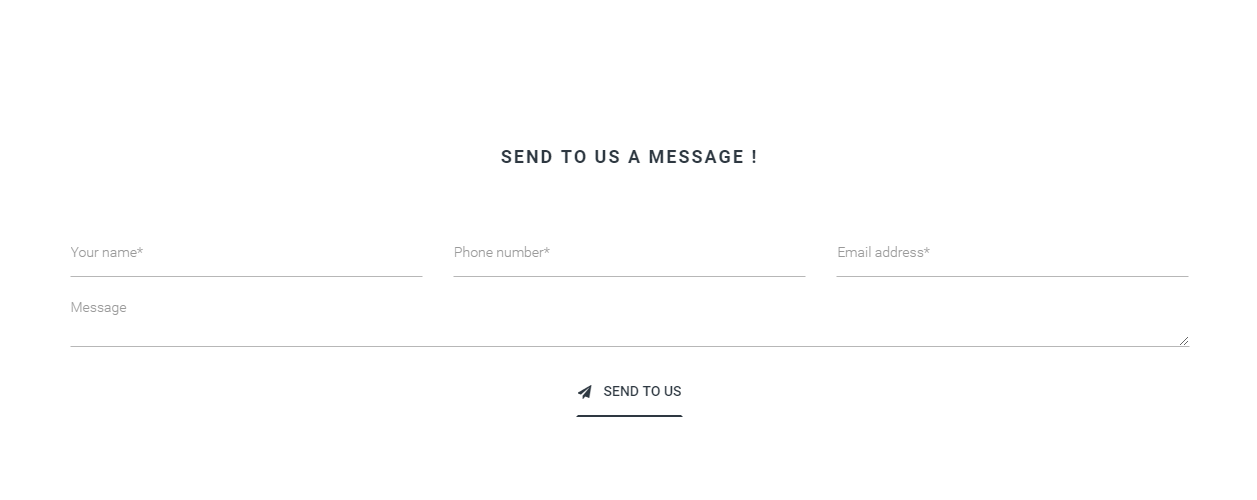 SEND TO US A MESSAGE !
Your name* Phone number* Email address*
Message
SEND TO US